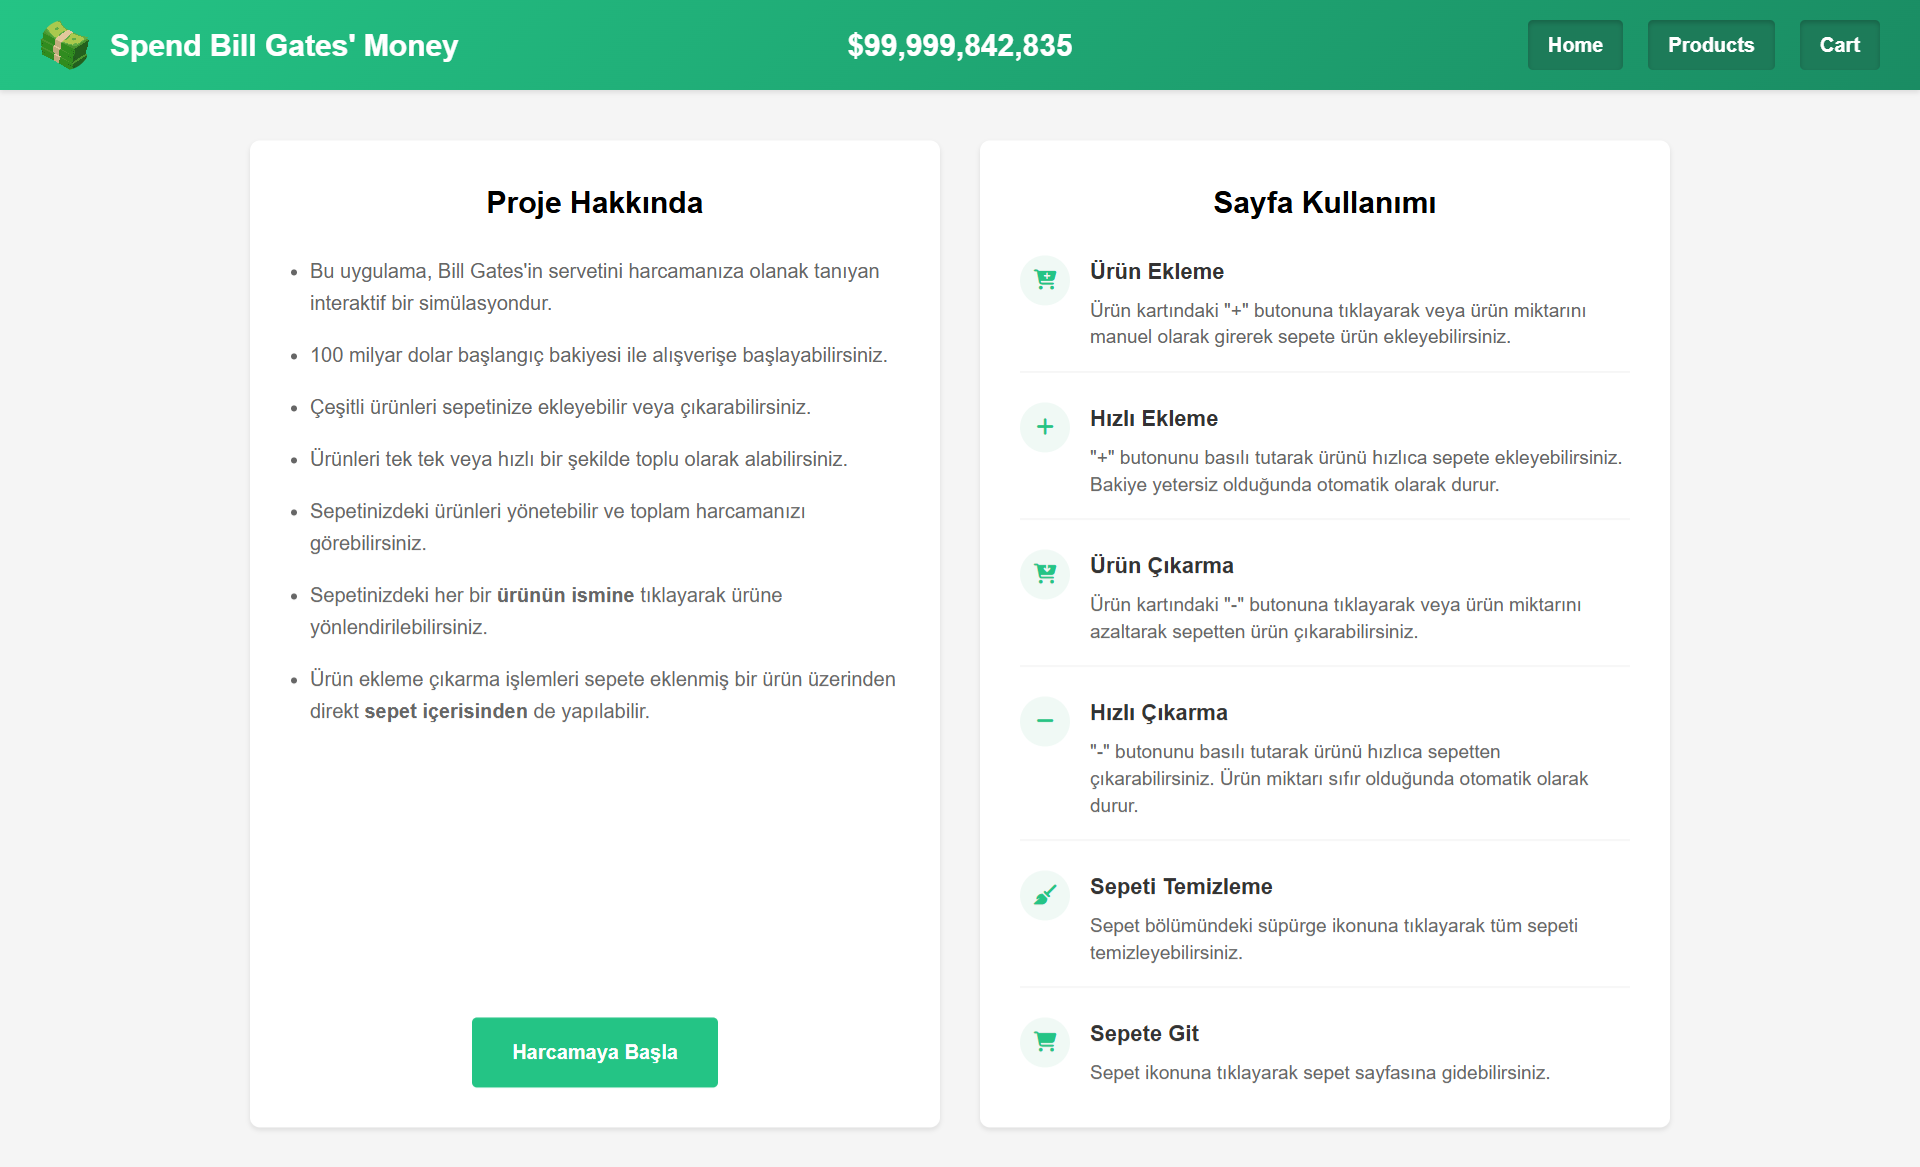 Spend Bill Gates' Money
$99,999,842,835
Home
Products
Cart
Proje Hakkında
Bu uygulama, Bill Gates'in servetini harcamanıza olanak tanıyan
interaktif bir simülasyondur.
100 milyar dolar başlangıç bakiyesi ile alışverişe başlayabilirsiniz.
Çeşitli ürünleri sepetinize ekleyebilir veya çıkarabilirsiniz.
Ürünleri tek tek veya hızlı bir şekilde toplu olarak alabilirsiniz.
Sepetinizdeki ürünleri yönetebilir ve toplam harcamanızı
görebilirsiniz.
Sepetinizdeki her bir ürünün ismine tıklayarak ürüne
yönlendirilebilirsiniz.
Ürün ekleme çıkarma işlemleri sepete eklenmiş bir ürün üzerinden
direkt sepet içerisinden de yapılabilir.
Harcamaya Başla
Sayfa Kullanımı
Ürün Ekleme
Ürün kartındaki "+" butonuna tıklayarak veya ürün miktarını
manuel olarak girerek sepete ürün ekleyebilirsiniz.
Hızlı Ekleme
"+" butonunu basılı tutarak ürünü hızlıca sepete ekleyebilirsiniz.
Bakiye yetersiz olduğunda otomatik olarak durur.
Ürün Çıkarma
Ürün kartındaki "-" butonuna tıklayarak veya ürün miktarını
azaltarak sepetten ürün çıkarabilirsiniz.
Hızlı Çıkarma
"-" butonunu basılı tutarak ürünü hızlıca sepetten
çıkarabilirsiniz. Ürün miktarı sıfır olduğunda otomatik olarak
durur.
Sepeti Temizleme
Sepet bölümündeki süpürge ikonuna tıklayarak tüm sepeti
temizleyebilirsiniz.
Sepete Git
Sepet ikonuna tıklayarak sepet sayfasına gidebilirsiniz.